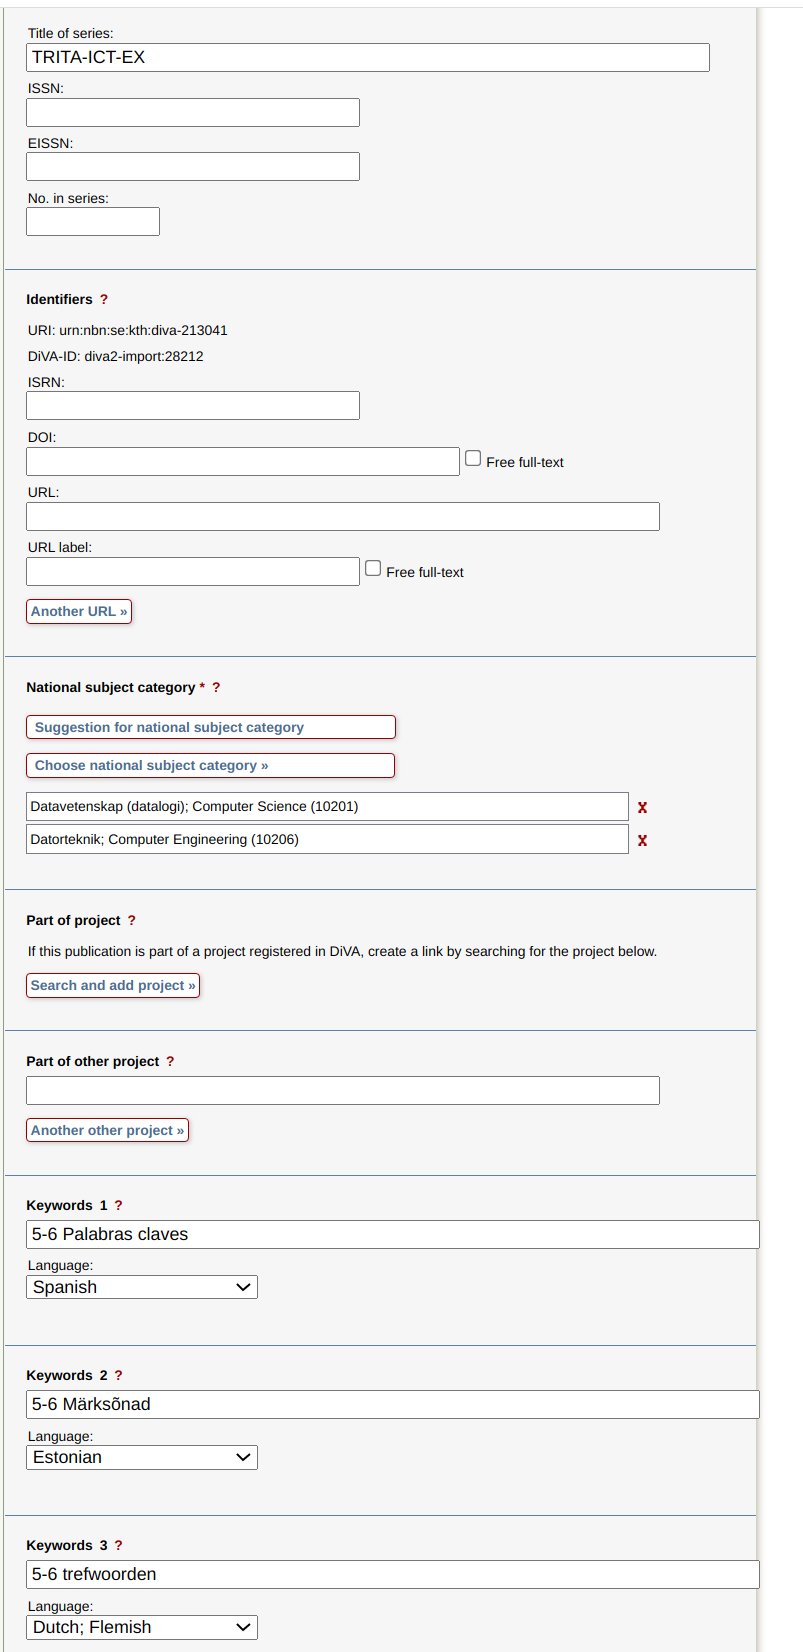 Title of series:
TRITA-ICT-EX
ISSN:
EISSN:
No. in series:
Identifiers ?
URI: urn:nbn:se:kth:diva-213041
DiVA-ID: diva2-import:28212
ISRN:
DOI:
Free full-text
URL:
URL label:
Free full-text
Another URL »
National subject category * ?
Suggestion for national subject category
Choose national subject category »
Datavetenskap (datalogi); Computer Science (10201) X
Datorteknik; Computer Engineering (10206) X
Part of project ?
If this publication is part of a project registered in DiVA, create a link by searching for the project below.
Search and add project »
Part of other project ?
Another other project »
Keywords 1 ?
5-6 Palabras claves
Language:
Spanish
Keywords 2 ?
5-6 Märksõnad
Language:
Estonian
Keywords 3 ?
5-6 trefwoorden
Language:
Dutch; Flemish